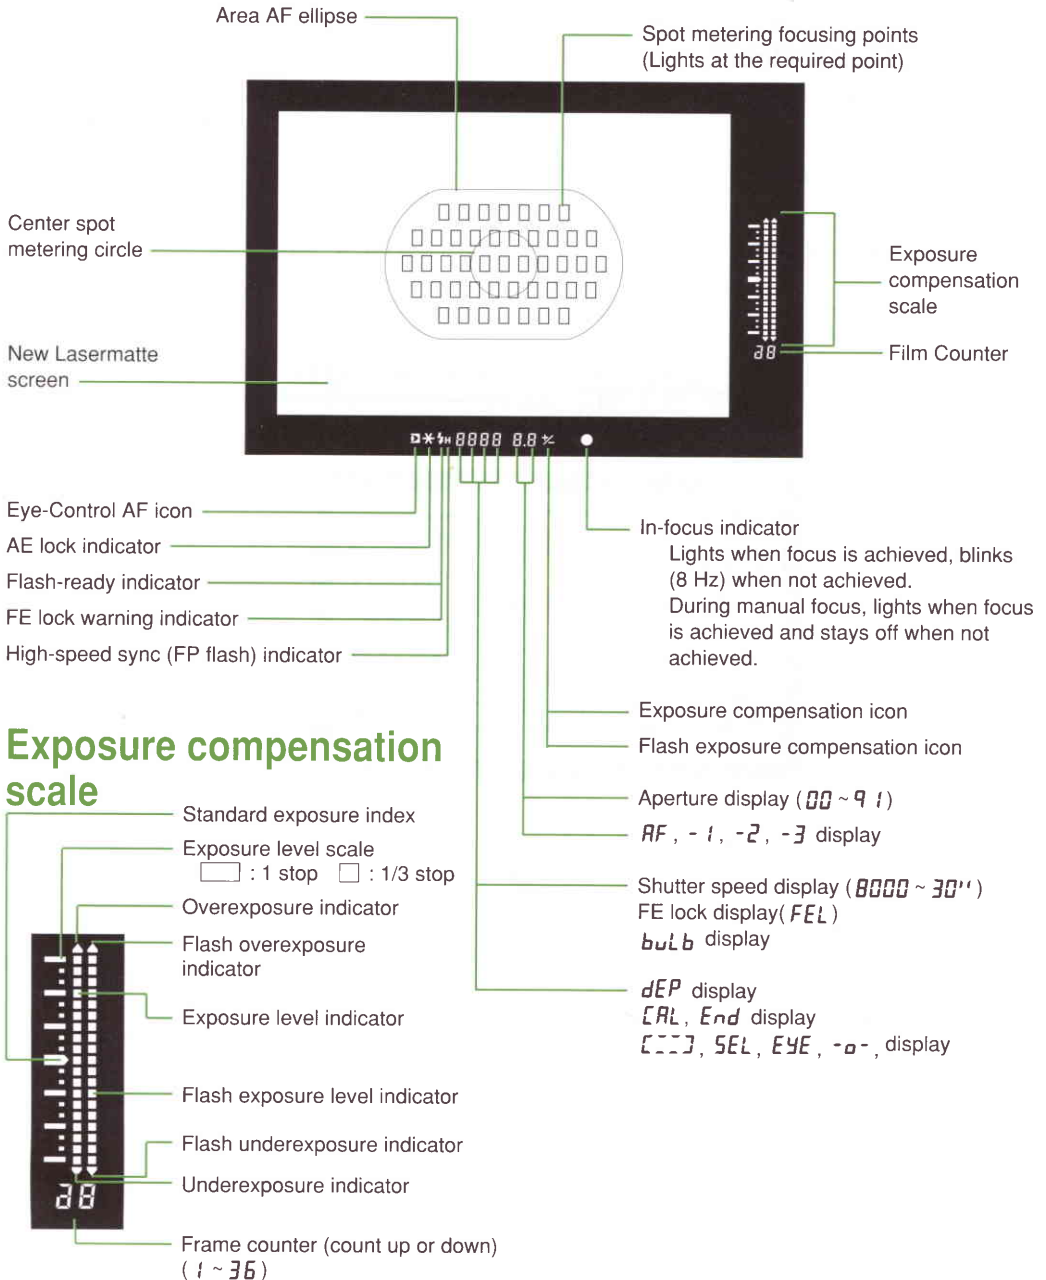 Area AF ellipse
Spot metering focusing points
(Lights at the required point)
Center spot
metering circle
Exposure
compensation
scale
New Lasermatte
screen
Film Counter
Eye-Control AF icon
AE lock indicator
Flash-ready indicator
FE lock warning indicator
High-speed sync (FP flash) indicator
In-focus indicator
Lights when focus is achieved, blinks
(8 Hz) when not achieved.
During manual focus, lights when focus
is achieved and stays off when not
achieved.
Exposure compensation icon
Flash exposure compensation icon
Aperture display (00 ~ 91)
AF, -1, -2, -3 display
Shutter speed display (8000 ~ 30'')
FE lock display( FEL )
buLb display
dEP display
CAL, End display
[---], SEL, EYE, -o-, display
Exposure compensation
scale
Standard exposure index
Exposure level scale
: 1 stop : 1/3 stop
Overexposure indicator
Flash overexposure
indicator
Exposure level indicator
Flash exposure level indicator
Flash underexposure indicator
Underexposure indicator
Frame counter (count up or down)
( 1 ~ 36 )